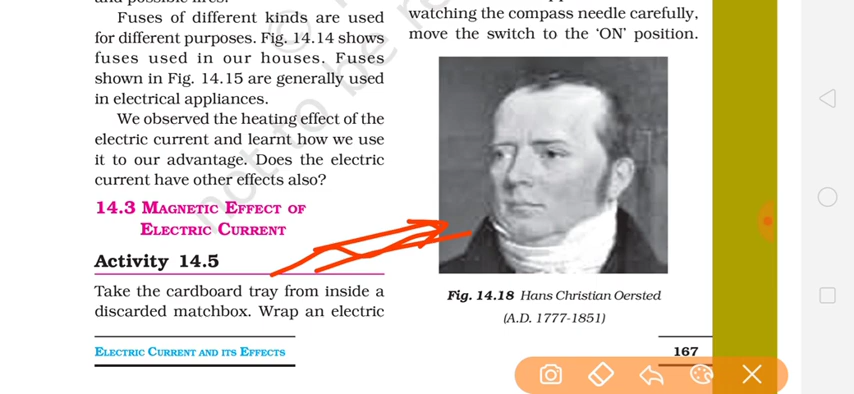 Fuses of different kinds are used
for different purposes. Fig. 14.14 shows
fuses used in our houses. Fuses
shown in Fig. 14.15 are generally used
in electrical appliances.
We observed the heating effect of the
electric current and learnt how we use
it to our advantage. Does the electric
current have other effects also?
14.3 MAGNETIC EFFECT OF
ELECTRIC CURRENT
Activity 14.5
Take the cardboard tray from inside a
discarded matchbox. Wrap an electric
watching the compass needle carefully,
move the switch to the ‘ON’ position.
Fig. 14.18 Hans Christian Oersted
(A.D. 1777-1851)
ELECTRIC CURRENT AND ITS EFFECTS
167
not to be re